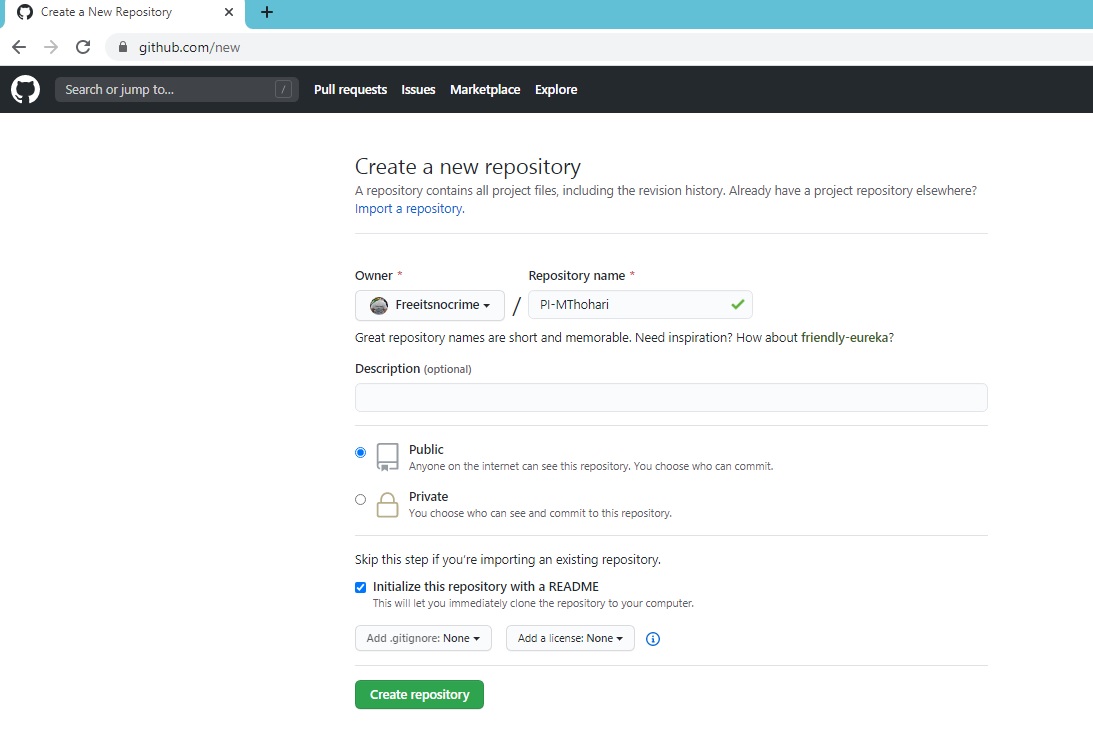 Create a New Repository
github.com/new
Search or jump to... /
Pull requests Issues Marketplace Explore
Create a new repository
A repository contains all project files, including the revision history. Already have a project repository elsewhere?
Import a repository.
Owner * Repository name *
Freeitsnocrime / PI-MThohari
Great repository names are short and memorable. Need inspiration? How about friendly-eureka?
Description (optional)
Public
Anyone on the internet can see this repository. You choose who can commit.
Private
You choose who can see and commit to this repository.
Skip this step if you're importing an existing repository.
Initialize this repository with a README
This will let you immediately clone the repository to your computer.
Add .gitignore: None Add a license: None
Create repository